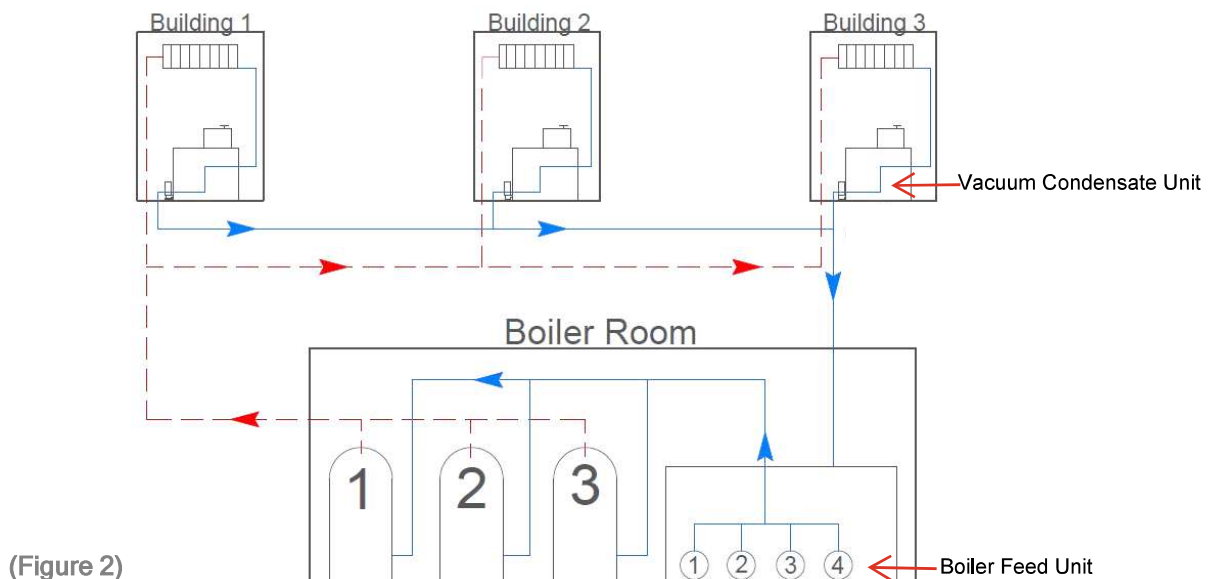 Building 1
Building 2
Building 3
Vacuum Condensate Unit
Boiler Room
1
2
3
1
2
3
4
Boiler Feed Unit
(Figure 2)